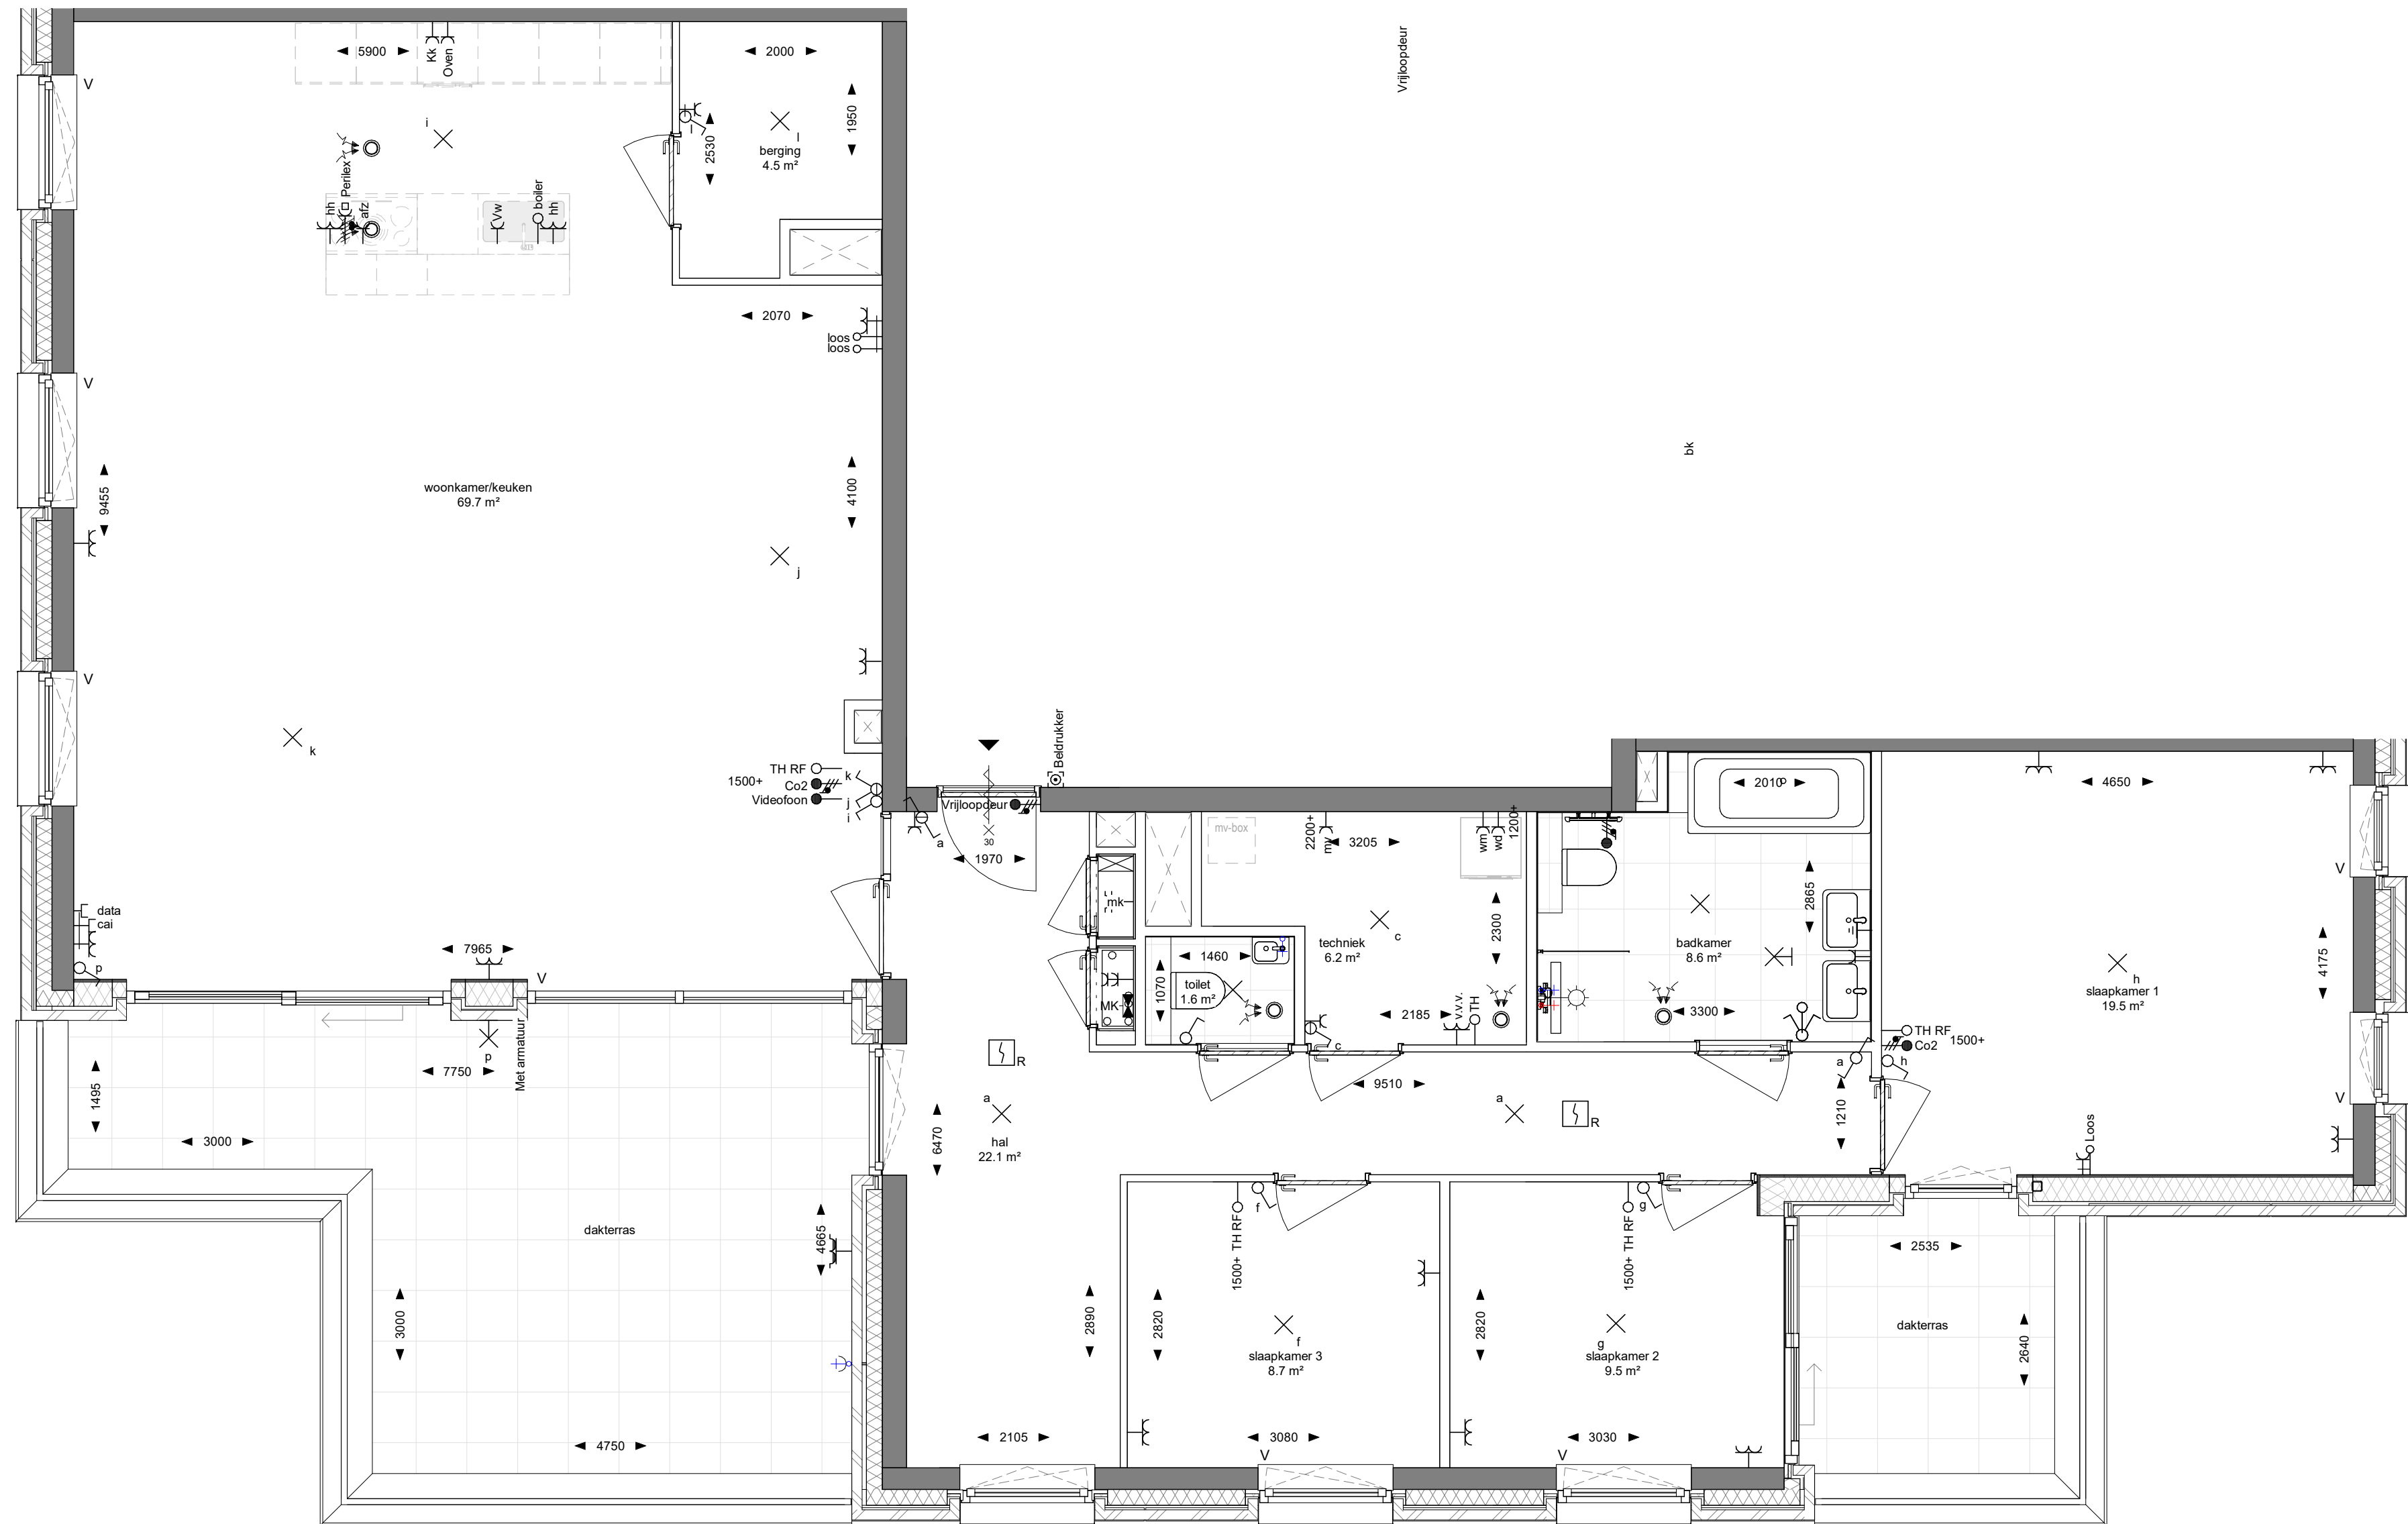 Vrijloopdeur
V
5900
Kk
Oven
2000
1950
i
2530
l
l
berging
4.5 m²
Perilex
hh
afz
Vw
boiler
hh
2070
loos
loos
V
bk
9455
woonkamer/keuken
69.7 m²
4100
j
V
k
Beldrukker
TH RF
1500+
Co2
Videofoon
k
j
i
Vrijloopdeur
a
30
1970
mv-box
2200+
mv
3205
wm
wd
1200+
2010
4650
V
mk
2865
data
cai
7965
V
p
1460
1070
toilet
1.6 m²
MK
techniek
6.2 m²
c
2300
badkamer
8.6 m²
h
slaapkamer 1
19.5 m²
4175
v.v.
TH
2185
3300
TH RF
Co2
1500+
p
Met armatuur
7750
1495
3000
R
c
9510
a
h
1210
V
Loos
a
hal
22.1 m²
6470
a
R
dakterras
4665
3000
f
1500+ TH RF
g
1500+ TH RF
2535
2890
2820
f
slaapkamer 3
8.7 m²
2820
g
slaapkamer 2
9.5 m²
dakterras
2640
4750
2105
3080
V
3030
V